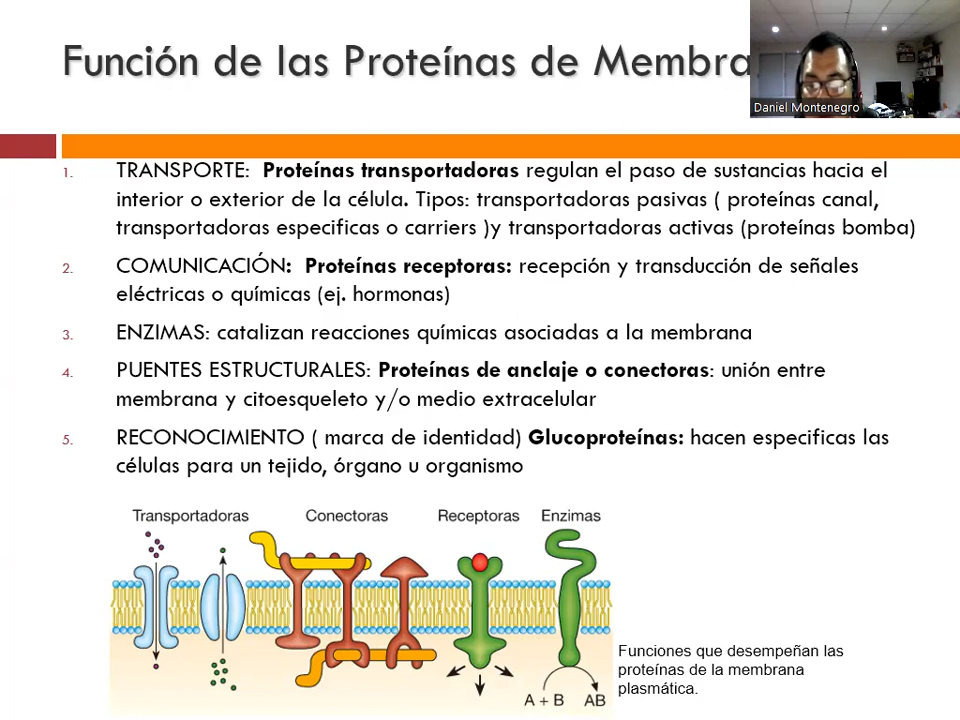 Función de las Proteínas de Membra
Daniel Montenegro
1. TRANSPORTE: Proteínas transportadoras regulan el paso de sustancias hacia el
interior o exterior de la célula. Tipos: transportadoras pasivas ( proteínas canal,
transportadoras especificas o carriers )y transportadoras activas (proteínas bomba)
2. COMUNICACIÓN: Proteínas receptoras: recepción y transducción de señales
eléctricas o químicas (ej. hormonas)
3. ENZIMAS: catalizan reacciones químicas asociadas a la membrana
4. PUENTES ESTRUCTURALES: Proteínas de anclaje o conectoras: unión entre
membrana y citoesqueleto y/o medio extracelular
5. RECONOCIMIENTO ( marca de identidad) Glucoproteínas: hacen especificas las
células para un tejido, órgano u organismo
Transportadoras Conectoras Receptoras Enzimas
Funciones que desempeñan las
proteínas de la membrana
plasmática.
A + B AB